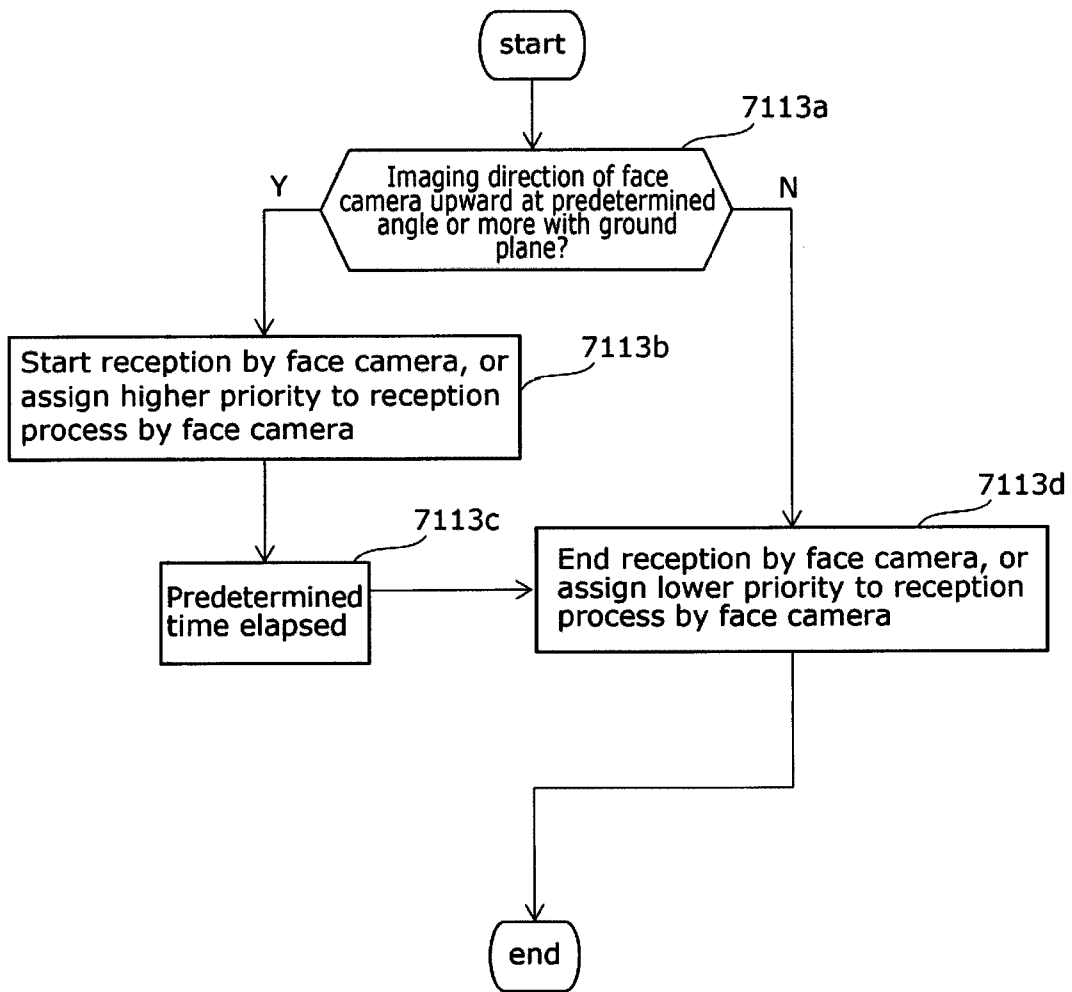 start
7113a
Imaging direction of face
camera upward at predetermined
angle or more with ground
plane?
Y
N
7113b
Start reception by face camera, or
assign higher priority to reception
process by face camera
7113c
Predetermined
time elapsed
7113d
End reception by face camera, or
assign lower priority to reception
process by face camera
end